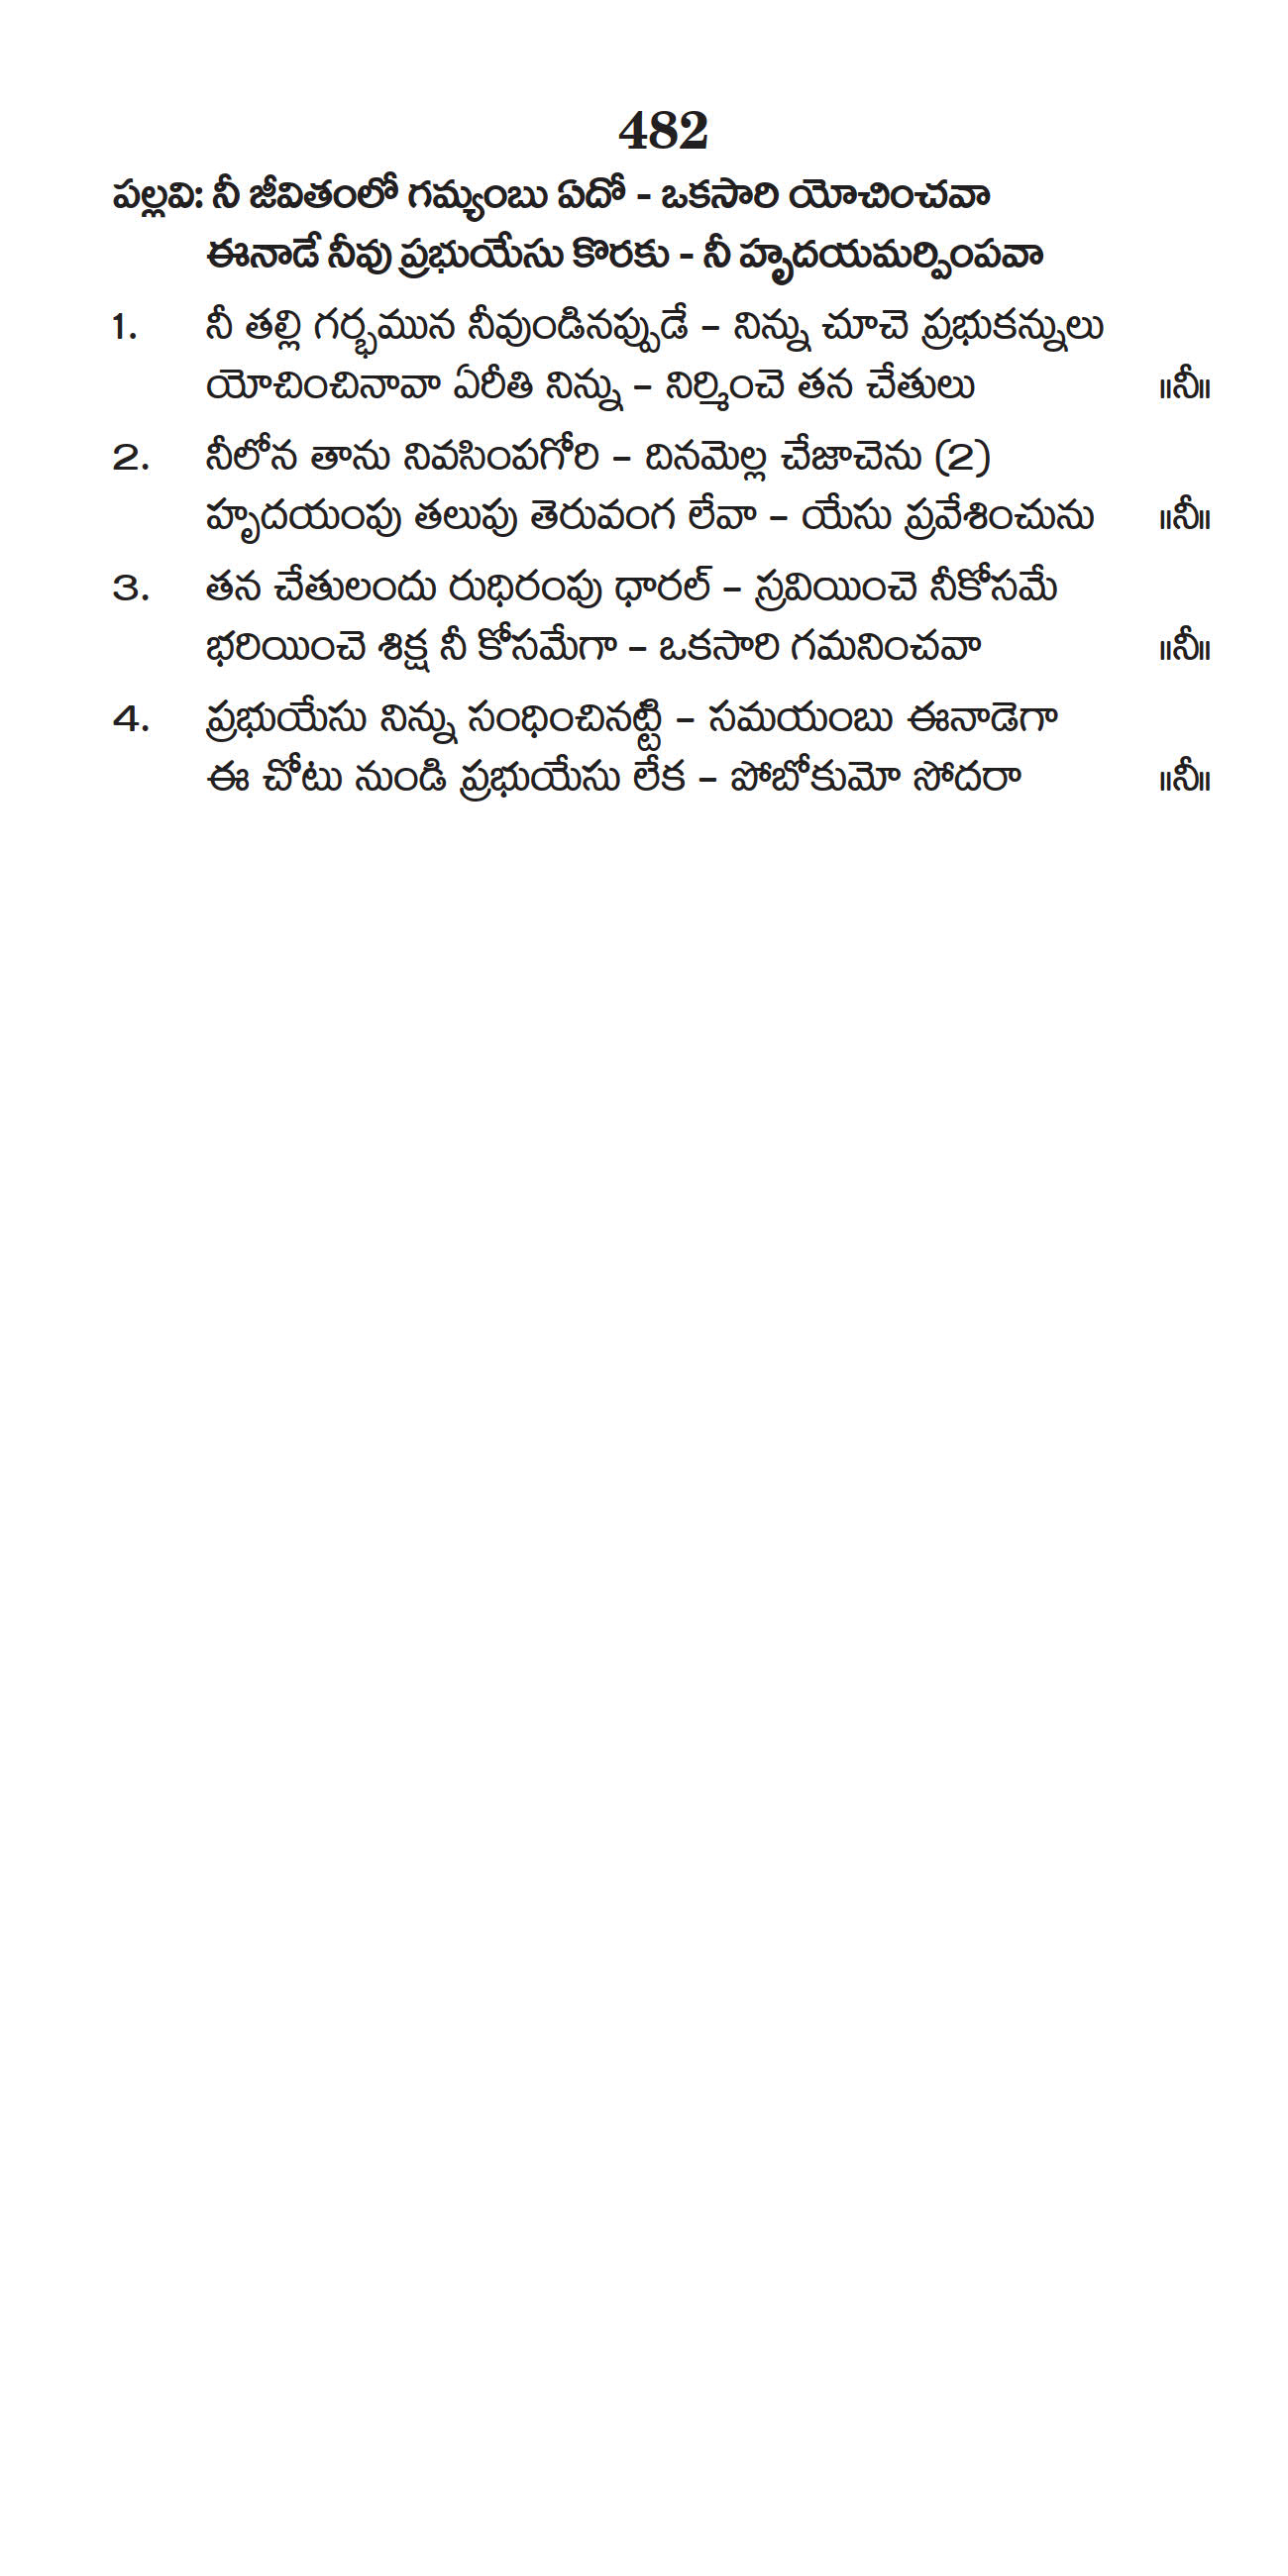 482
పల్లవి: నీ జీవితంలో గమ్యంబు ఏదో - ఒకసారి యోచించవా
ఈనాడే నీవు ప్రభుయేసు కొరకు - నీ హృదయమర్పింపవా
1. నీ తల్లి గర్భమున నీవుండినప్పుడే – నిన్ను చూచె ప్రభుకన్నులు
యోచించినావా ఏరీతి నిన్ను – నిర్మించె తన చేతులు ॥నీ॥
2. నీలోన తాను నివసింపగోరి – దినమెల్ల చేజాచెను (2)
హృదయంపు తలుపు తెరువంగ లేవా – యేసు ప్రవేశించును ॥నీ॥
3. తన చేతులందు రుధిరంపు ధారల్ – స్రవియించె నీకోసమే
భరియించె శిక్ష నీ కోసమేగా – ఒకసారి గమనించవా ॥నీ॥
4. ప్రభుయేసు నిన్ను సంధించినట్టి – సమయంబు ఈనాడెగా
ఈ చోటు నుండి ప్రభుయేసు లేక – పోబోకుమో సోదరా ॥నీ॥